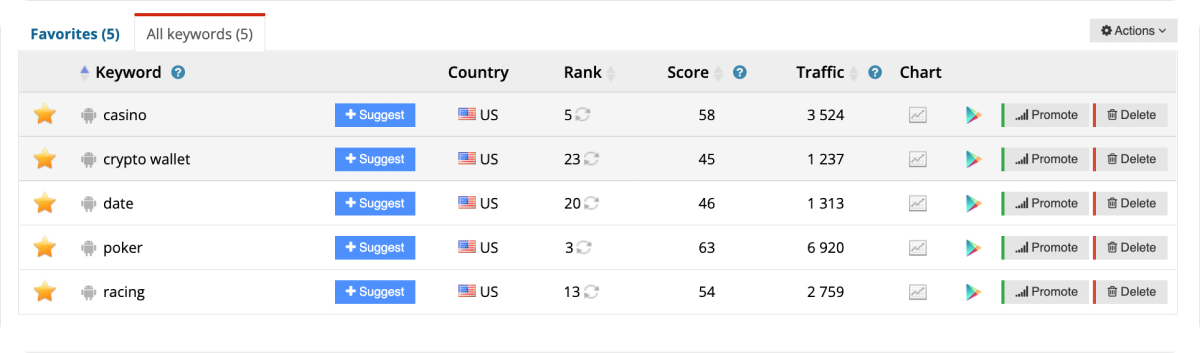 Favorites (5) All keywords (5) Actions
Keyword ? Country Rank Score ? Traffic ? Chart
casino + Suggest US 5 58 3 524 Promote Delete
crypto wallet + Suggest US 23 45 1 237 Promote Delete
date + Suggest US 20 46 1 313 Promote Delete
poker + Suggest US 3 63 6 920 Promote Delete
racing + Suggest US 13 54 2 759 Promote Delete